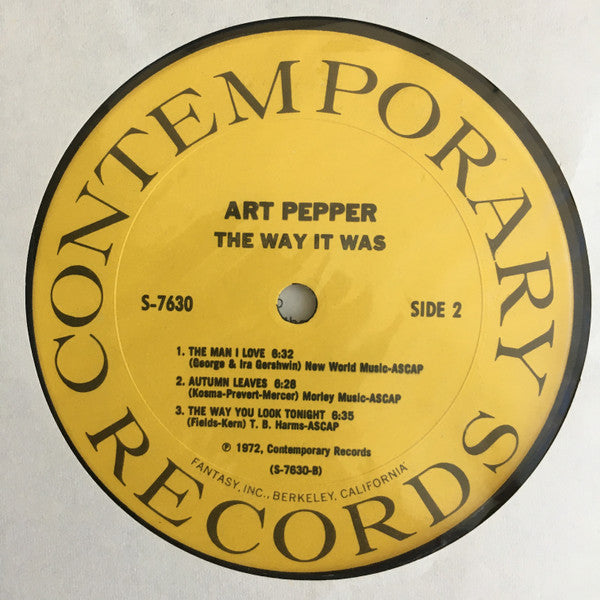 CONTEMPORARY RECORDS
ART PEPPER
THE WAY IT WAS
S-7630
SIDE 2
1. THE MAN I LOVE 6:32
(George & Ira Gershwin) New World Music-ASCAP
2. AUTUMN LEAVES 6:28
(Kosma-Prevert-Mercer) Morley Music-ASCAP
3. THE WAY YOU LOOK TONIGHT 6:35
(Fields-Kern) T. B. Harms-ASCAP
℗ 1972, Contemporary Records
(S-7630-B)
FANTASY, INC., BERKELEY, CALIFORNIA